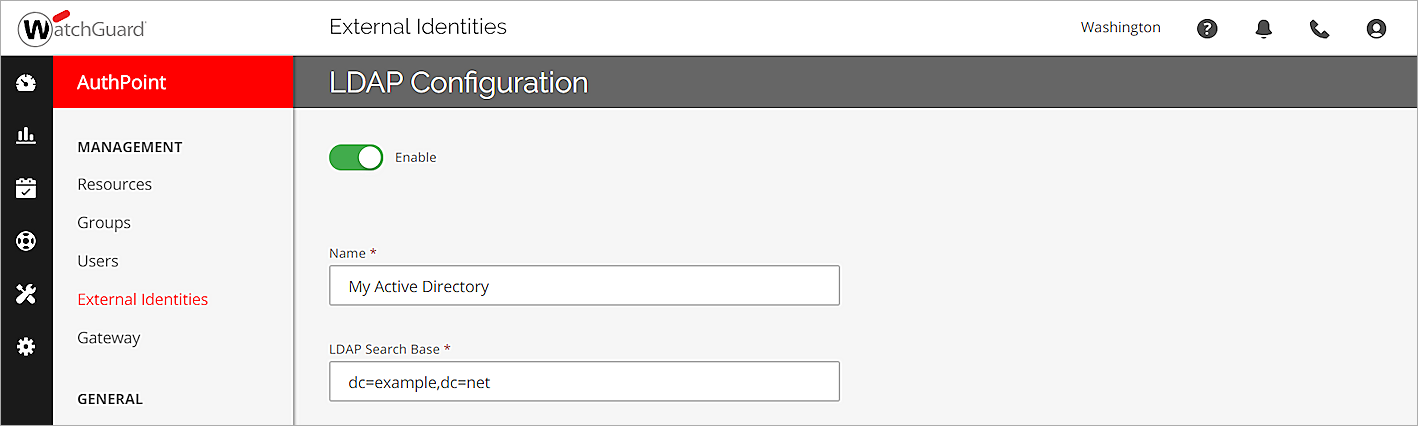 WatchGuard
External Identities
Washington
AuthPoint
LDAP Configuration
MANAGEMENT
Resources
Groups
Users
External Identities
Gateway
GENERAL
Enable
Name *
My Active Directory
LDAP Search Base *
dc=example,dc=net